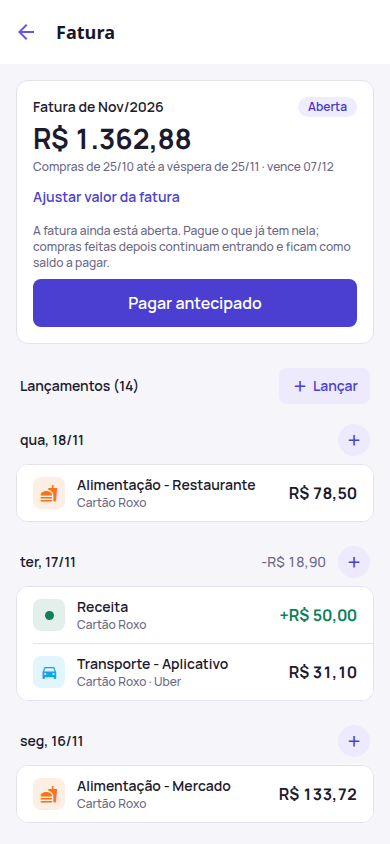 Fatura
Fatura de Nov/2026
Aberta
R$ 1.362,88
Compras de 25/10 até a véspera de 25/11 · vence 07/12
Ajustar valor da fatura
A fatura ainda está aberta. Pague o que já tem nela;
compras feitas depois continuam entrando e ficam como
saldo a pagar.
Pagar antecipado
Lançamentos (14)
+ Lançar
qua, 18/11
+
Alimentação - Restaurante
R$ 78,50
Cartão Roxo
ter, 17/11
-R$ 18,90
+
Receita
+R$ 50,00
Cartão Roxo
Transporte - Aplicativo
R$ 31,10
Cartão Roxo · Uber
seg, 16/11
+
Alimentação - Mercado
R$ 133,72
Cartão Roxo